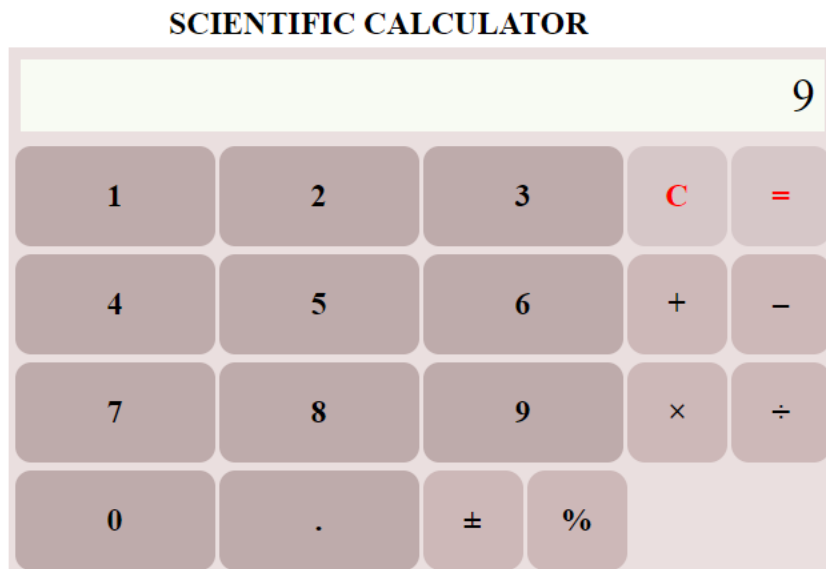 SCIENTIFIC CALCULATOR
9
1 2 3 C =
4 5 6 + −
7 8 9 × ÷
0 . ± %